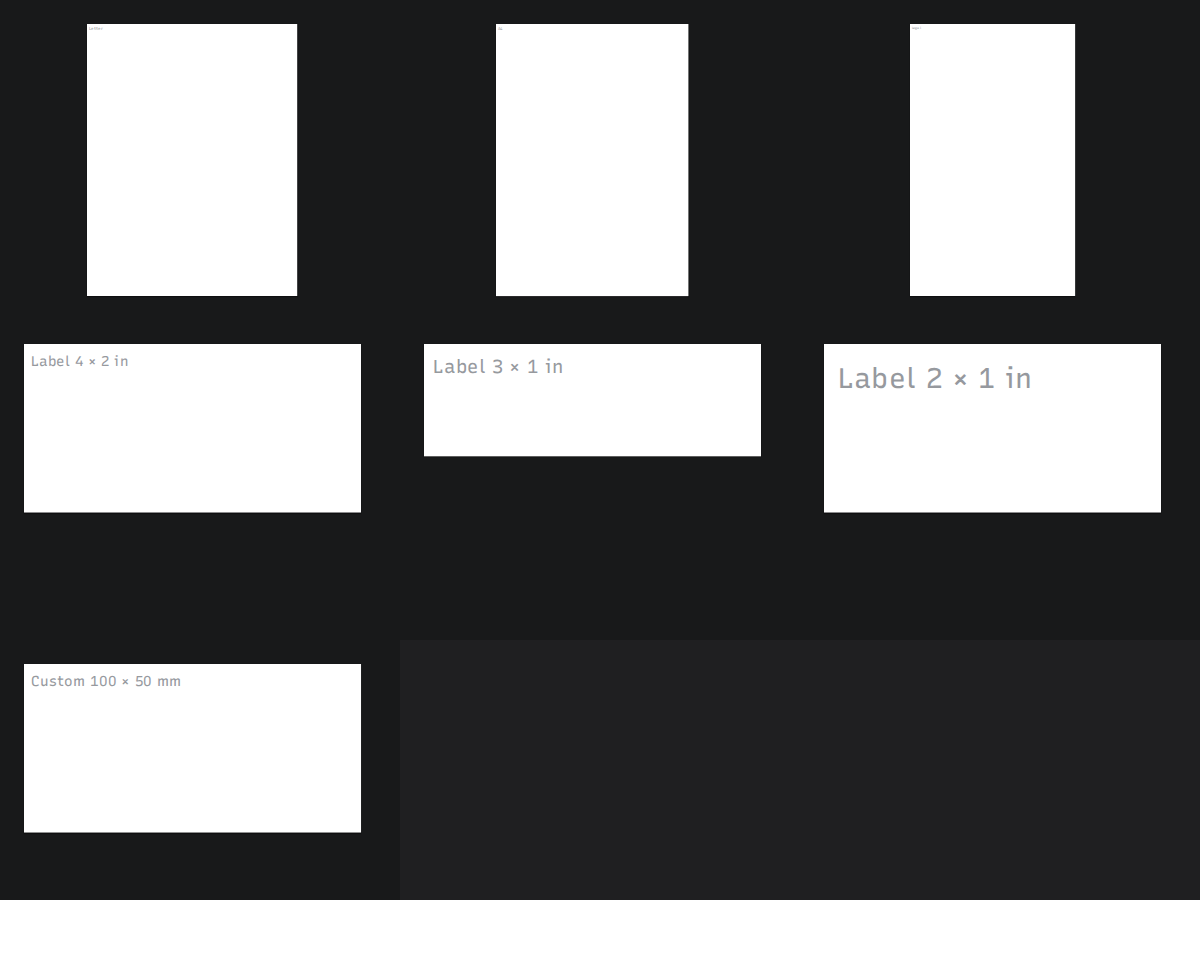 Label 4 × 2 in
Label 3 × 1 in
Label 2 × 1 in
Custom 100 × 50 mm